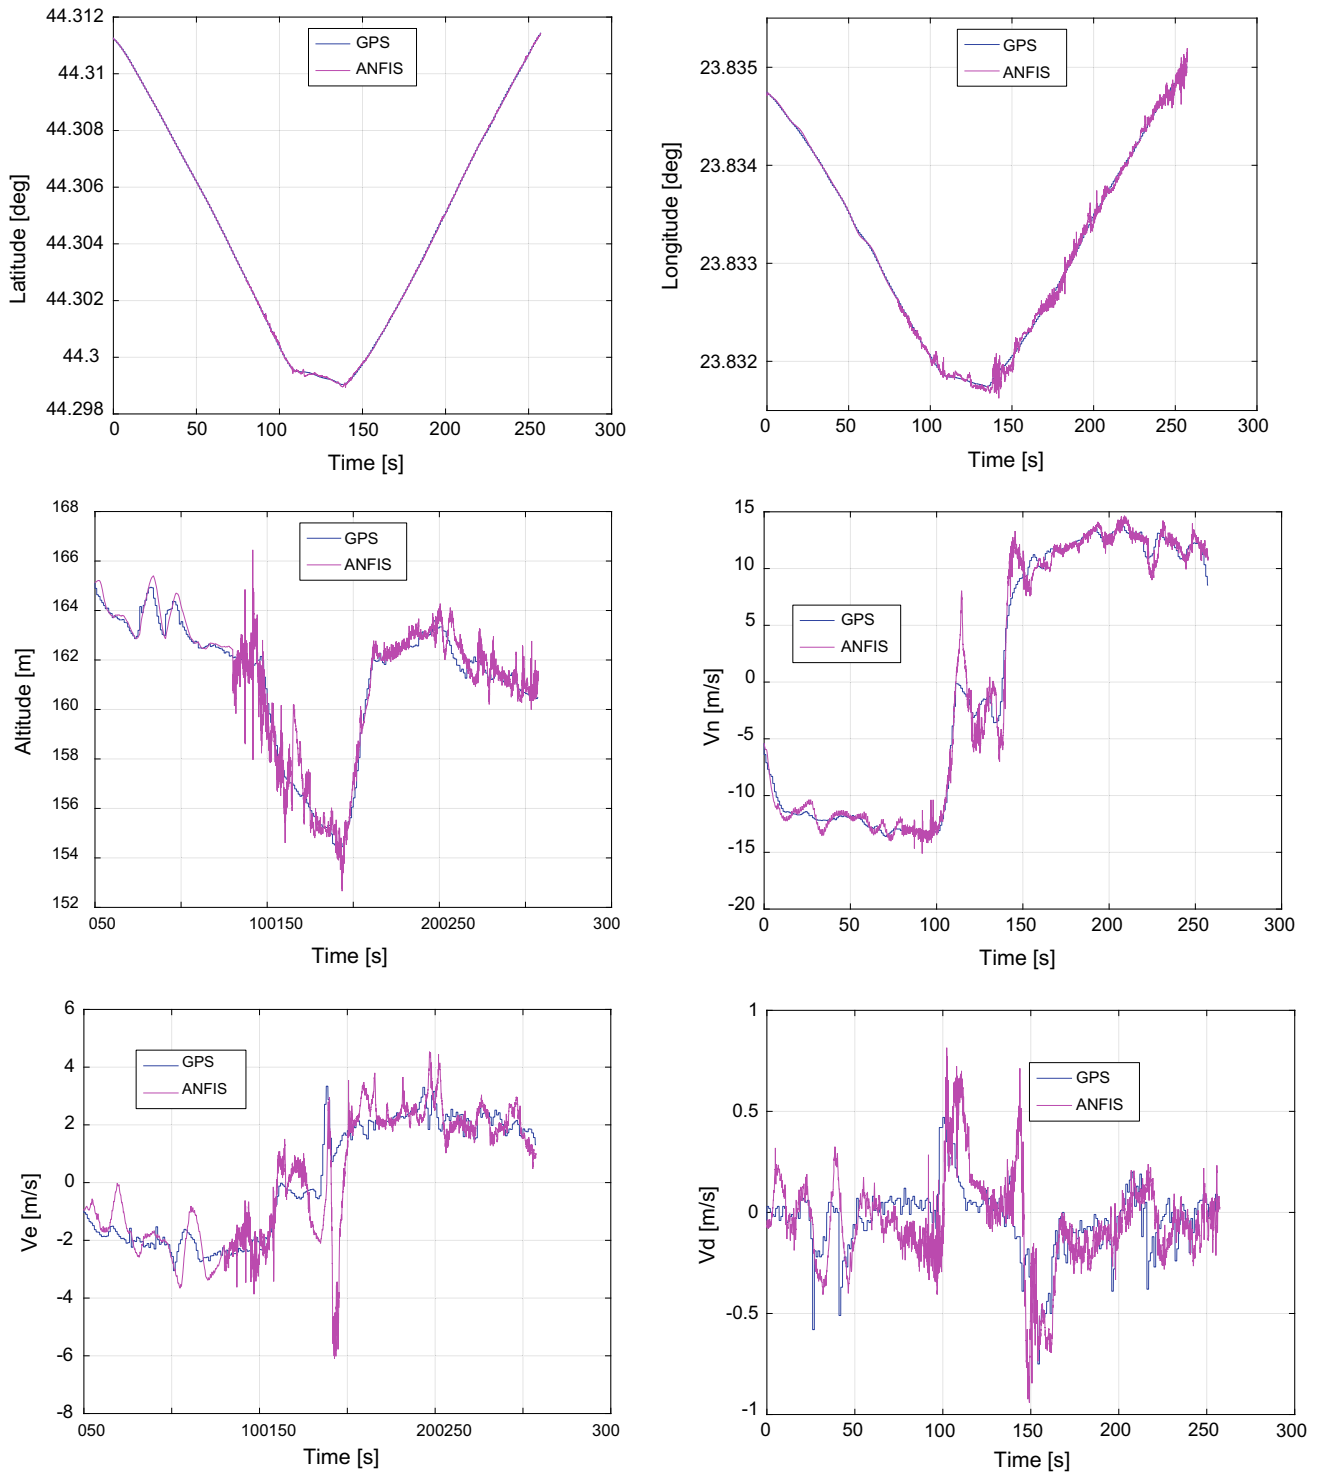 44.312
44.31
44.308
44.306
44.304
44.302
44.3
44.298
Latitude [deg]
GPS
ANFIS
0 50 100 150 200 250 300
Time [s]
23.835
23.834
23.833
23.832
Longitude [deg]
GPS
ANFIS
0 50 100 150 200 250 300
Time [s]
168
166
164
162
160
158
156
154
152
Altitude [m]
GPS
ANFIS
050 100150 200250 300
Time [s]
15
10
5
0
-5
-10
-15
-20
Vn [m/s]
GPS
ANFIS
0 50 100 150 200 250 300
Time [s]
6
4
2
0
-2
-4
-6
-8
Ve [m/s]
GPS
ANFIS
050 100150 200250 300
Time [s]
1
0.5
0
-0.5
-1
Vd [m/s]
GPS
ANFIS
0 50 100 150 200 250 300
Time [s]